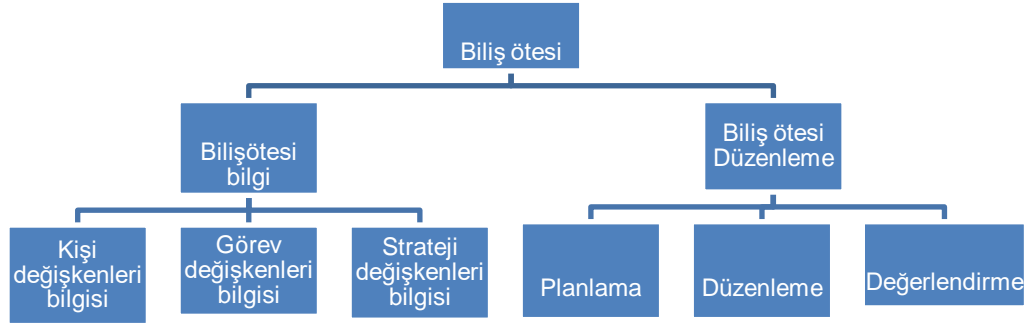 Biliş ötesi
Bilişötesi
bilgi
Biliş ötesi
Düzenleme
Kişi
değişkenleri
bilgisi
Görev
değişkenleri
bilgisi
Strateji
değişkenleri
bilgisi
Planlama
Düzenleme
Değerlendirme